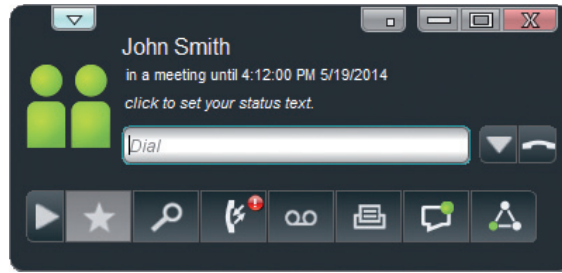 John Smith
in a meeting until 4:12:00 PM 5/19/2014
click to set your status text.
Dial